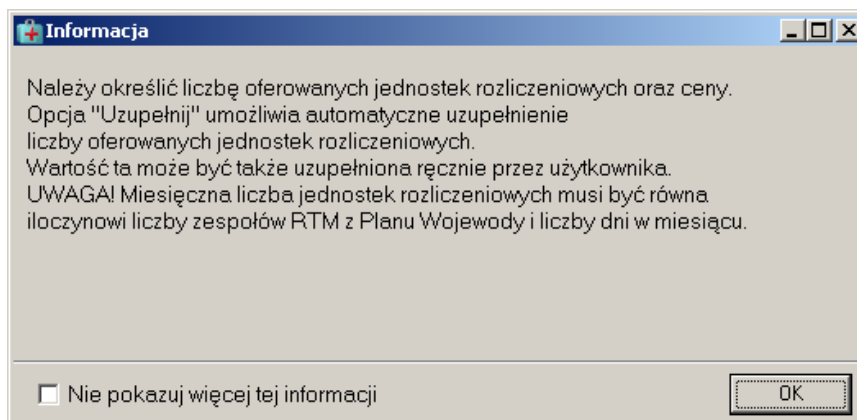 Informacja
Należy określić liczbę oferowanych jednostek rozliczeniowych oraz ceny.
Opcja "Uzupełnij" umożliwia automatyczne uzupełnienie
liczby oferowanych jednostek rozliczeniowych.
Wartość ta może być także uzupełniona ręcznie przez użytkownika.
UWAGA! Miesięczna liczba jednostek rozliczeniowych musi być równa
iloczynowi liczby zespołów RTM z Planu Wojewody i liczby dni w miesiącu.
Nie pokazuj więcej tej informacji
OK